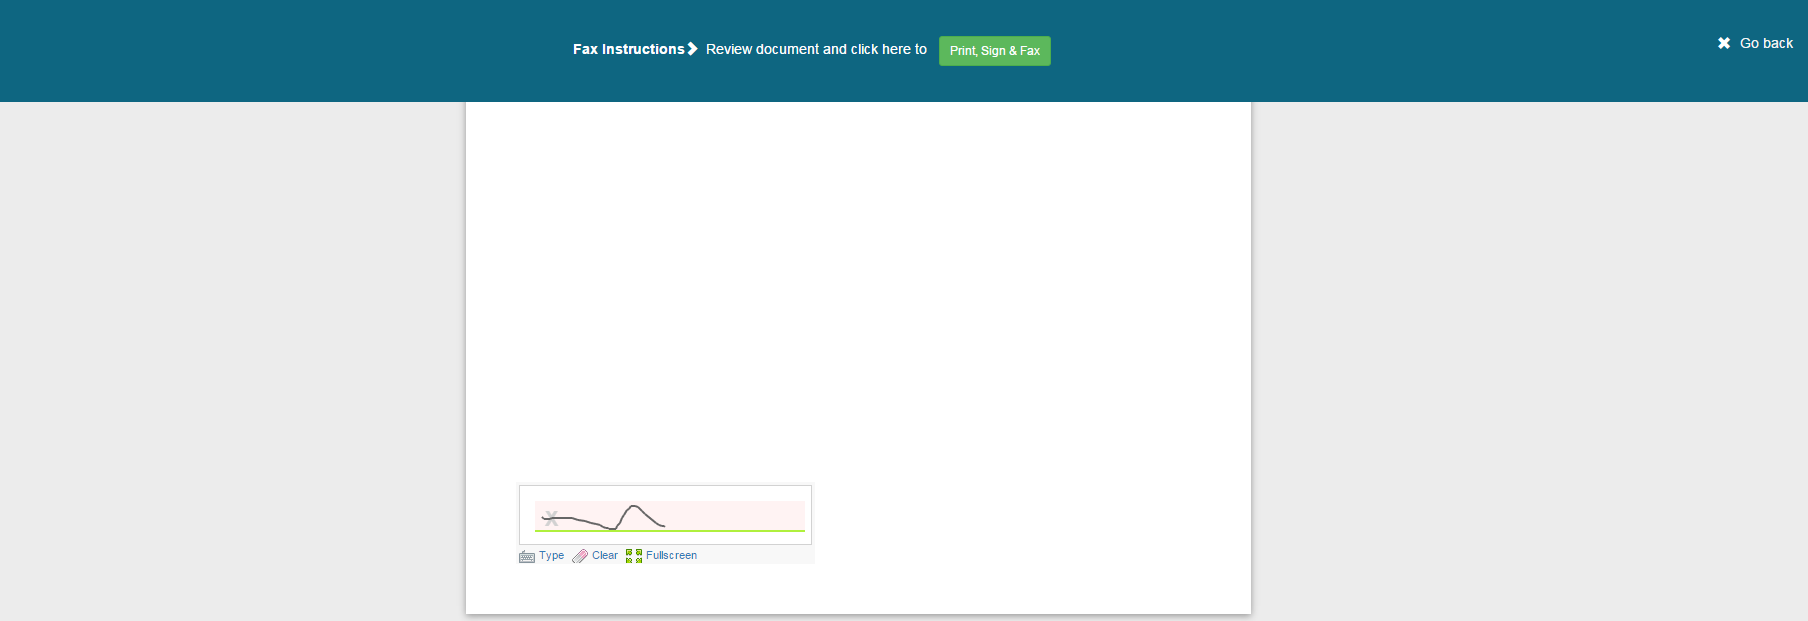 Fax Instructions Review document and click here to Print, Sign & Fax
Go back
X
Type Clear Fullscreen